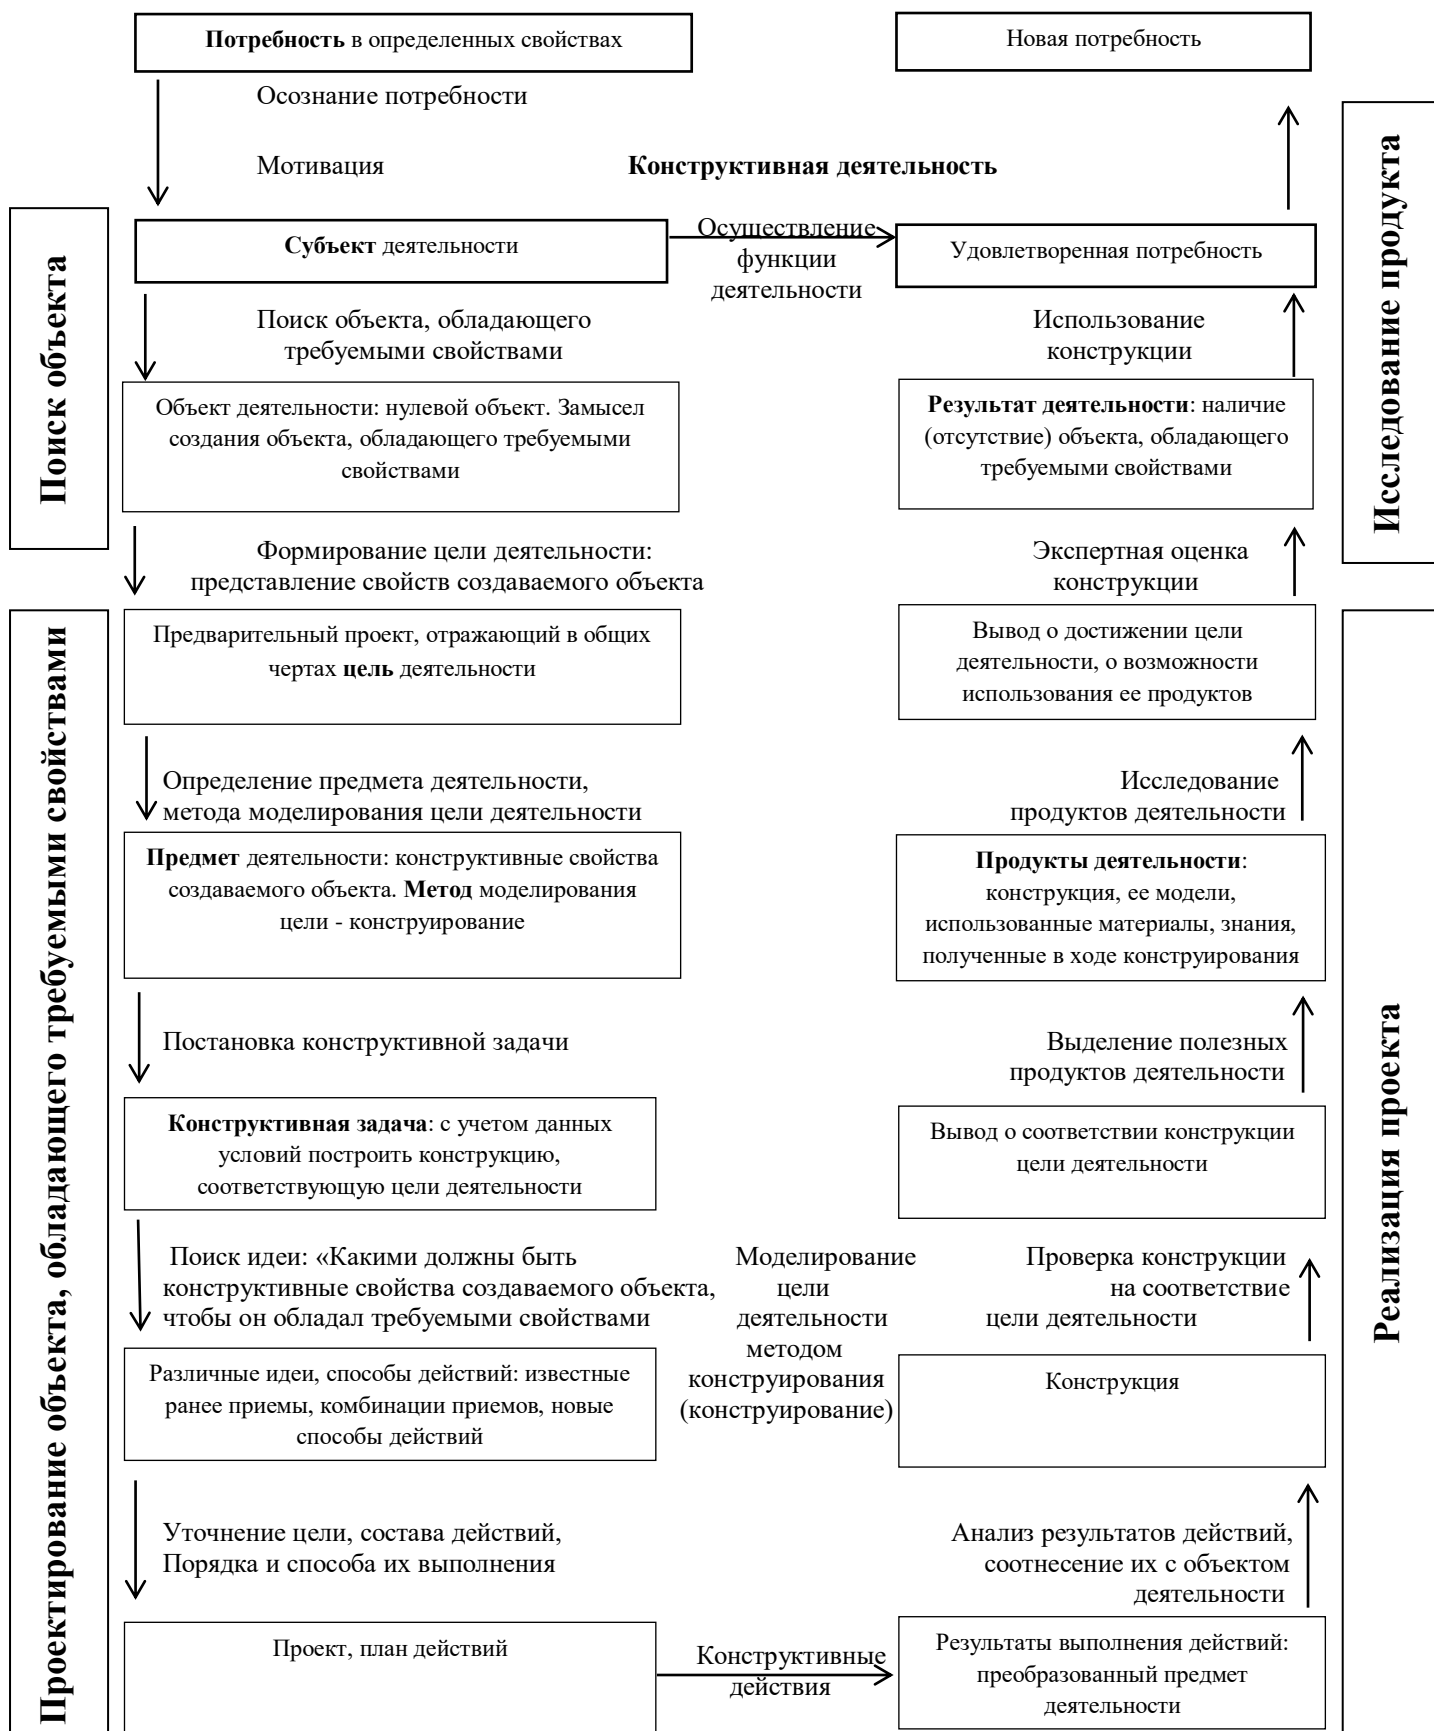 Потребность в определенных свойствах
Новая потребность
Осознание потребности
Мотивация
Конструктивная деятельность
Субъект деятельности
Осуществление
функции
деятельности
Удовлетворенная потребность
Поиск объекта
Исследование продукта
Поиск объекта, обладающего
требуемыми свойствами
Использование
конструкции
Объект деятельности: нулевой объект. Замысел
создания объекта, обладающего требуемыми
свойствами
Результат деятельности: наличие
(отсутствие) объекта, обладающего
требуемыми свойствами
Формирование цели деятельности:
представление свойств создаваемого объекта
Экспертная оценка
конструкции
Проектирование объекта, обладающего требуемыми свойствами
Реализация проекта
Предварительный проект, отражающий в общих
чертах цель деятельности
Вывод о достижении цели
деятельности, о возможности
использования ее продуктов
Определение предмета деятельности,
метода моделирования цели деятельности
Исследование
продуктов деятельности
Предмет деятельности: конструктивные свойства
создаваемого объекта. Метод моделирования
цели - конструирование
Продукты деятельности:
конструкция, ее модели,
использованные материалы, знания,
полученные в ходе конструирования
Постановка конструктивной задачи
Выделение полезных
продуктов деятельности
Конструктивная задача: с учетом данных
условий построить конструкцию,
соответствующую цели деятельности
Вывод о соответствии конструкции
цели деятельности
Поиск идеи: «Какими должны быть
конструктивные свойства создаваемого объекта,
чтобы он обладал требуемыми свойствами
Моделирование
цели
деятельности
методом
конструирования
(конструирование)
Проверка конструкции
на соответствие
цели деятельности
Различные идеи, способы действий: известные
ранее приемы, комбинации приемов, новые
способы действий
Конструкция
Уточнение цели, состава действий,
Порядка и способа их выполнения
Анализ результатов действий,
соотнесение их с объектом
деятельности
Проект, план действий
Конструктивные
действия
Результаты выполнения действий:
преобразованный предмет
деятельности